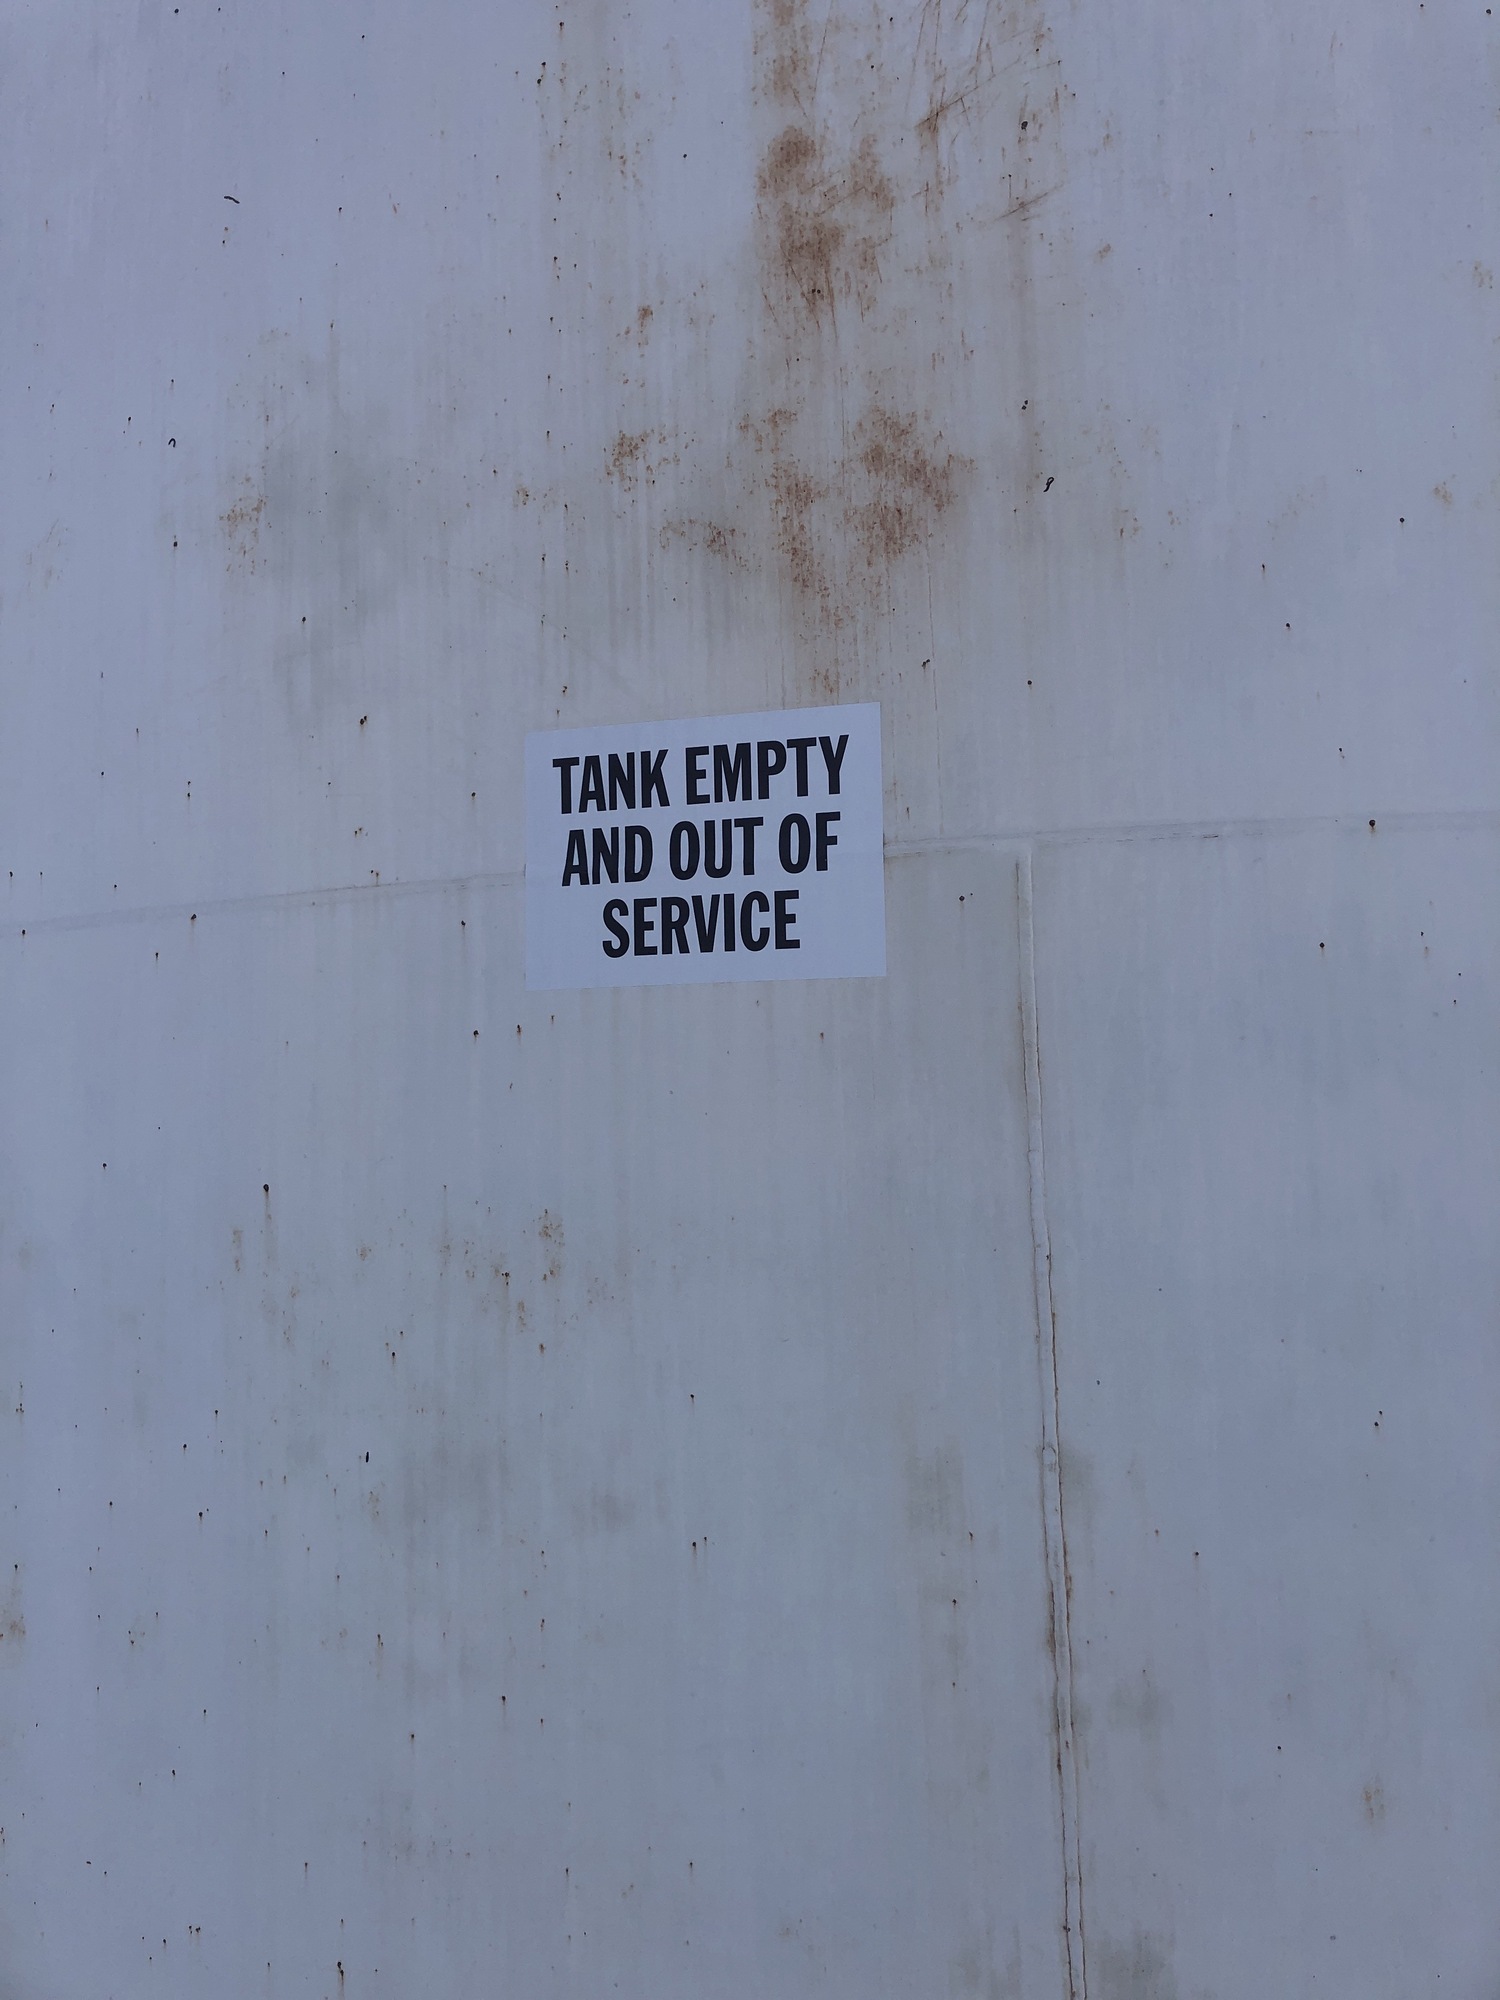 TANK EMPTY
AND OUT OF
SERVICE